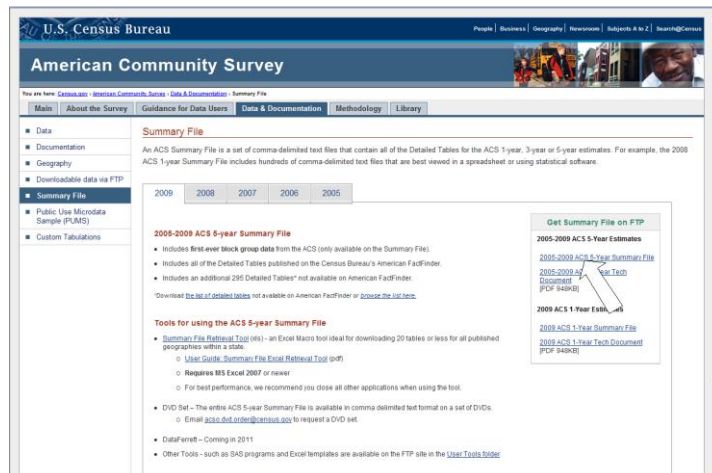 U.S. Census Bureau
People | Business | Geography | Newsroom | Subjects A to Z | Search@Census
American Community Survey
You are here: Census.gov › American Community Survey › Data & Documentation › Summary File
Main About the Survey Guidance for Data Users Data & Documentation Methodology Library
Data
Documentation
Geography
Downloadable data via FTP
Summary File
Public Use Microdata
Sample (PUMS)
Custom Tabulations
Summary File
An ACS Summary File is a set of comma-delimited text files that contain all of the Detailed Tables for the ACS 1-year, 3-year or 5-year estimates. For example, the 2008
ACS 1-year Summary File includes hundreds of comma-delimited text files that are best viewed in a spreadsheet or using statistical software.
2009 2008 2007 2006 2005
2005-2009 ACS 5-year Summary File
Includes first-ever block group data from the ACS (only available on the Summary File).
Includes all of the Detailed Tables published on the Census Bureau's American FactFinder.
Includes an additional 295 Detailed Tables* not available on American FactFinder.
*Download the list of detailed tables not available on American FactFinder or browse the list here.
Tools for using the ACS 5-year Summary File
Summary File Retrieval Tool (xls) - an Excel Macro tool ideal for downloading 20 tables or less for all published
geographies within a state.
User Guide: Summary File Excel Retrieval Tool (pdf)
Requires MS Excel 2007 or newer
For best performance, we recommend you close all other applications when using the tool.
DVD Set – The entire ACS 5-year Summary File is available in comma delimited text format on a set of DVDs.
Email acso.dvd.order@census.gov to request a DVD set.
DataFerrett – Coming in 2011
Other Tools - such as SAS programs and Excel templates are available on the FTP site in the User Tools folder
Get Summary File on FTP
2005-2009 ACS 5-Year Estimates
2005-2009 ACS 5-Year Summary File
2005-2009 Year Tech
Document
[PDF 948KB]
2009 ACS 1-Year
2009 ACS 1-Year Summary File
2009 ACS 1-Year Tech Document
[PDF 948KB]